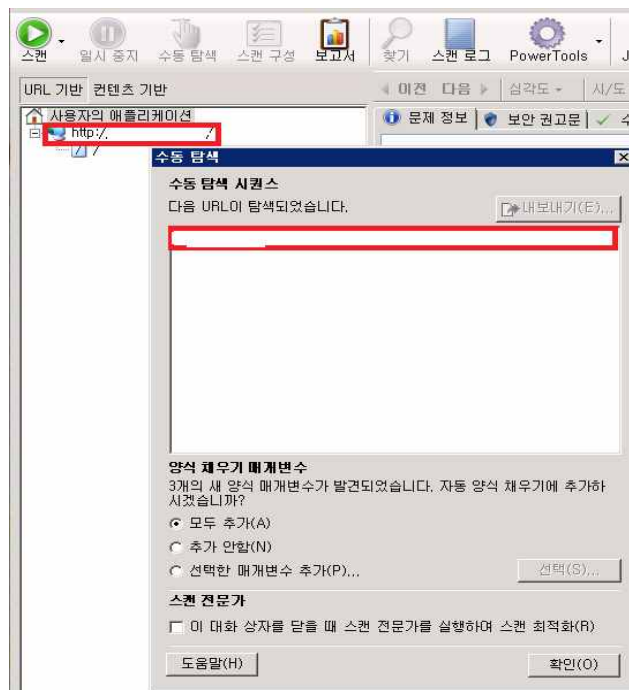 스캔 일시 중지 수동 탐색 스캔 구성 보고서 찾기 스캔 로그 PowerTools J
URL 기반 컨텐츠 기반 이전 다음 심각도 시/도
사용자의 애플리케이션 문제 정보 보안 권고문 수
http:/. /
/
수동 탐색
수동 탐색 시퀀스
다음 URL이 탐색되었습니다. 내보내기(E)...
양식 채우기 매개변수
3개의 새 양식 매개변수가 발견되었습니다. 자동 양식 채우기에 추가하
시겠습니까?
모두 추가(A)
추가 안함(N)
선택한 매개변수 추가(P)... 선택(S)...
스캔 전문가
이 대화 상자를 닫을 때 스캔 전문가를 실행하여 스캔 최적화(R)
도움말(H) 확인(O)